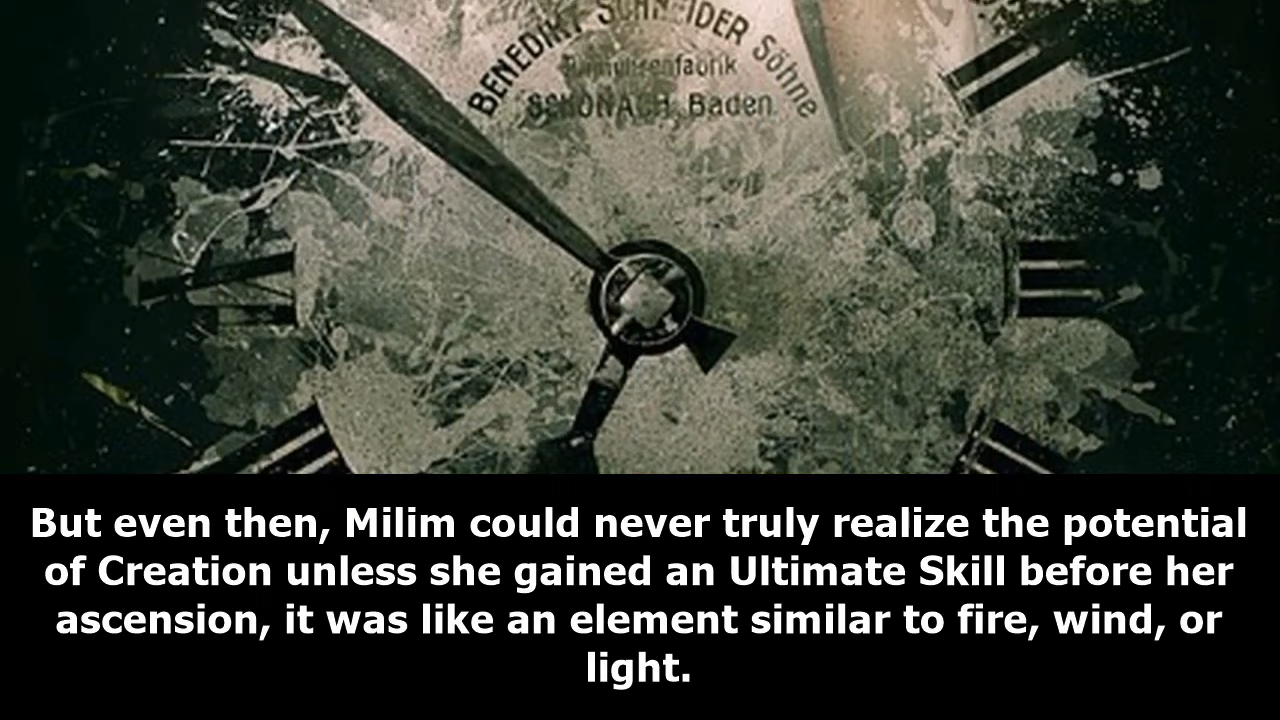 BENEDIKT SCHNEIDER Söhne
SCHONACH, Baden.
But even then, Milim could never truly realize the potential
of Creation unless she gained an Ultimate Skill before her
ascension, it was like an element similar to fire, wind, or
light.